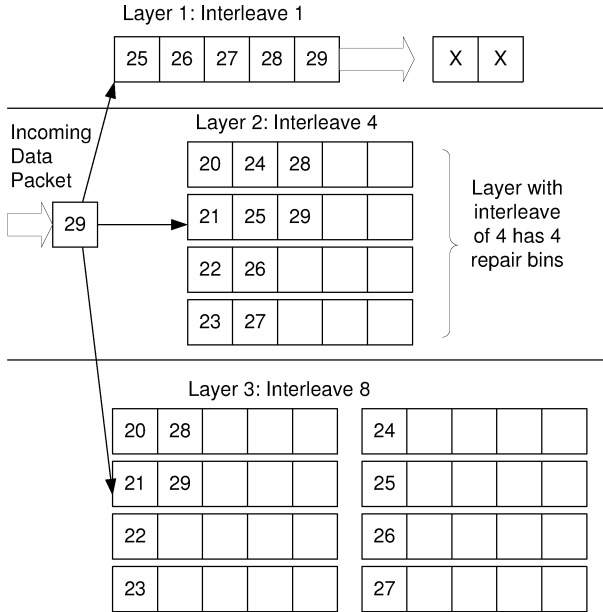 Layer 1: Interleave 1
25 26 27 28 29 X X
Layer 2: Interleave 4
Incoming
Data
Packet
29
20 24 28
21 25 29
22 26
23 27
Layer with
interleave
of 4 has 4
repair bins
Layer 3: Interleave 8
20 28 24
21 29 25
22 26
23 27